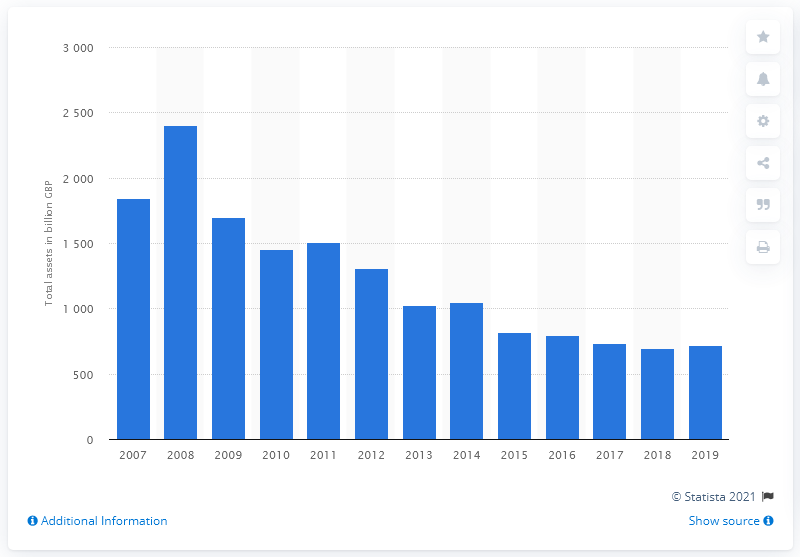 3 000
2 500
2 000
1 500
1 000
500
0
Total assets in billion GBP
2007 2008 2009 2010 2011 2012 2013 2014 2015 2016 2017 2018 2019
© Statista 2021
Additional Information
Show source